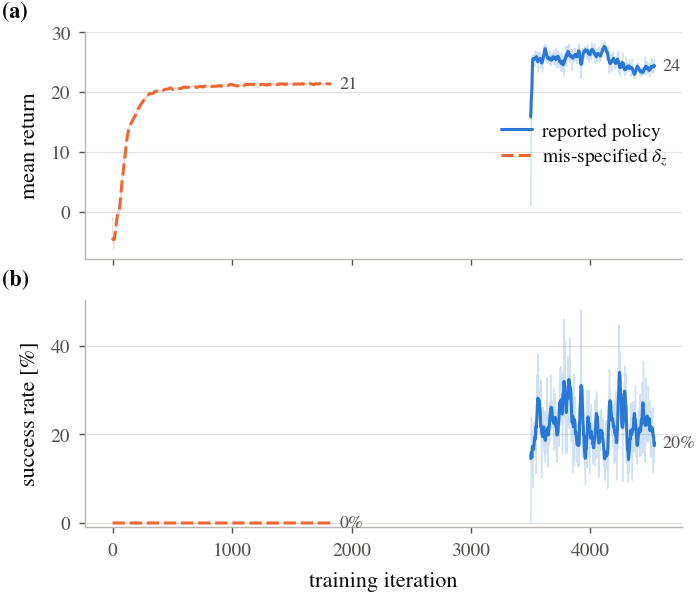 (a)
30
20
10
0
mean return
21
24
reported policy
mis-specified δz
(b)
40
20
0
success rate [%]
0%
20%
0 1000 2000 3000 4000
training iteration